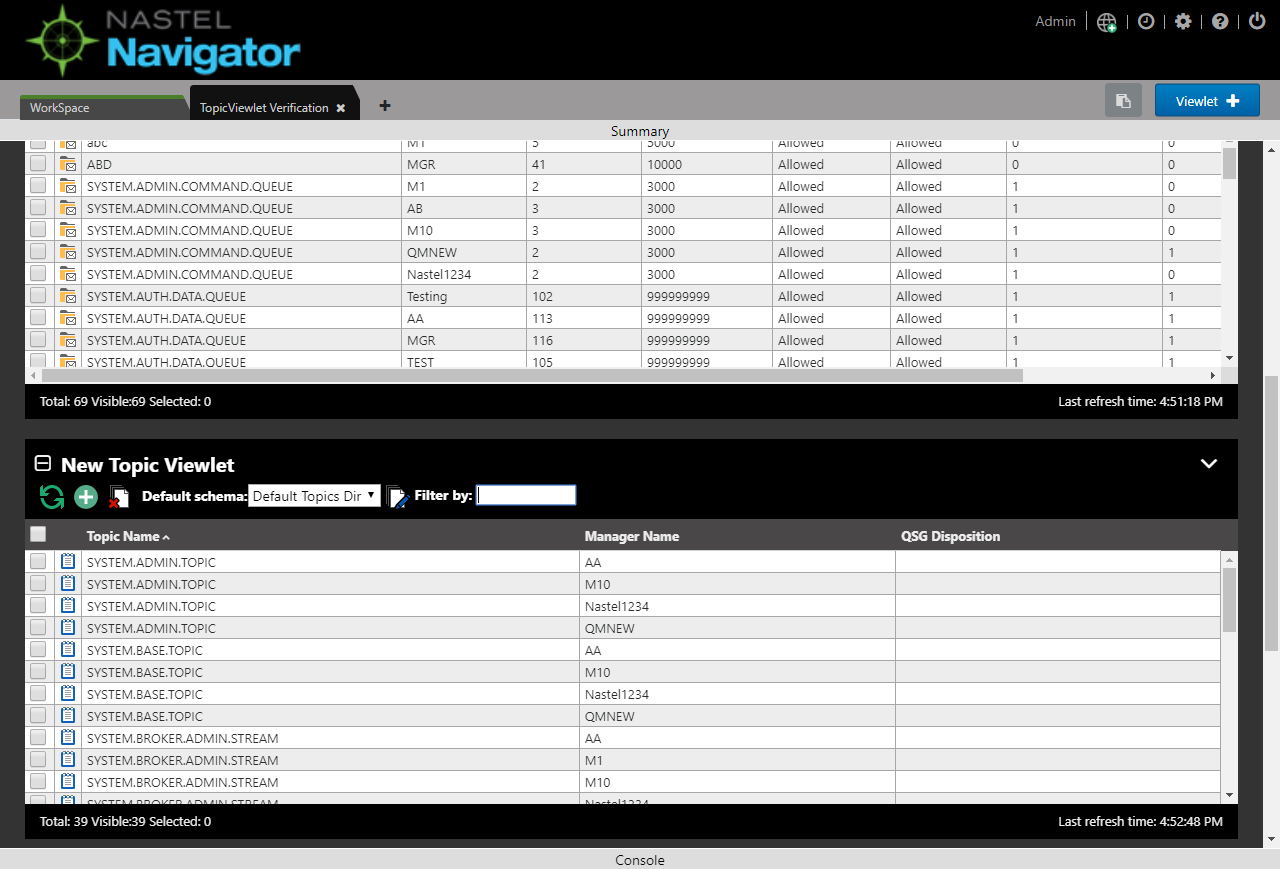 NASTEL
Navigator
Admin
WorkSpace
TopicViewlet Verification
Viewlet
Summary
abc M1 5 5000 Allowed Allowed 0 0
ABD MGR 41 10000 Allowed Allowed 0 0
SYSTEM.ADMIN.COMMAND.QUEUE M1 2 3000 Allowed Allowed 1 0
SYSTEM.ADMIN.COMMAND.QUEUE AB 3 3000 Allowed Allowed 1 0
SYSTEM.ADMIN.COMMAND.QUEUE M10 3 3000 Allowed Allowed 1 0
SYSTEM.ADMIN.COMMAND.QUEUE QMNEW 2 3000 Allowed Allowed 1 1
SYSTEM.ADMIN.COMMAND.QUEUE Nastel1234 2 3000 Allowed Allowed 1 0
SYSTEM.AUTH.DATA.QUEUE Testing 102 999999999 Allowed Allowed 1 1
SYSTEM.AUTH.DATA.QUEUE AA 113 999999999 Allowed Allowed 1 1
SYSTEM.AUTH.DATA.QUEUE MGR 116 999999999 Allowed Allowed 1 1
SYSTEM.AUTH.DATA.QUEUE TEST 105 999999999 Allowed Allowed 1 1
Total: 69 Visible:69 Selected: 0 Last refresh time: 4:51:18 PM
New Topic Viewlet
Default schema: Default Topics Dir Filter by:
Topic Name Manager Name QSG Disposition
SYSTEM.ADMIN.TOPIC AA
SYSTEM.ADMIN.TOPIC M10
SYSTEM.ADMIN.TOPIC Nastel1234
SYSTEM.ADMIN.TOPIC QMNEW
SYSTEM.BASE.TOPIC AA
SYSTEM.BASE.TOPIC M10
SYSTEM.BASE.TOPIC Nastel1234
SYSTEM.BASE.TOPIC QMNEW
SYSTEM.BROKER.ADMIN.STREAM AA
SYSTEM.BROKER.ADMIN.STREAM M1
SYSTEM.BROKER.ADMIN.STREAM M10
SYSTEM.BROKER.ADMIN.STREAM Nastel1234
Total: 39 Visible:39 Selected: 0 Last refresh time: 4:52:48 PM
Console